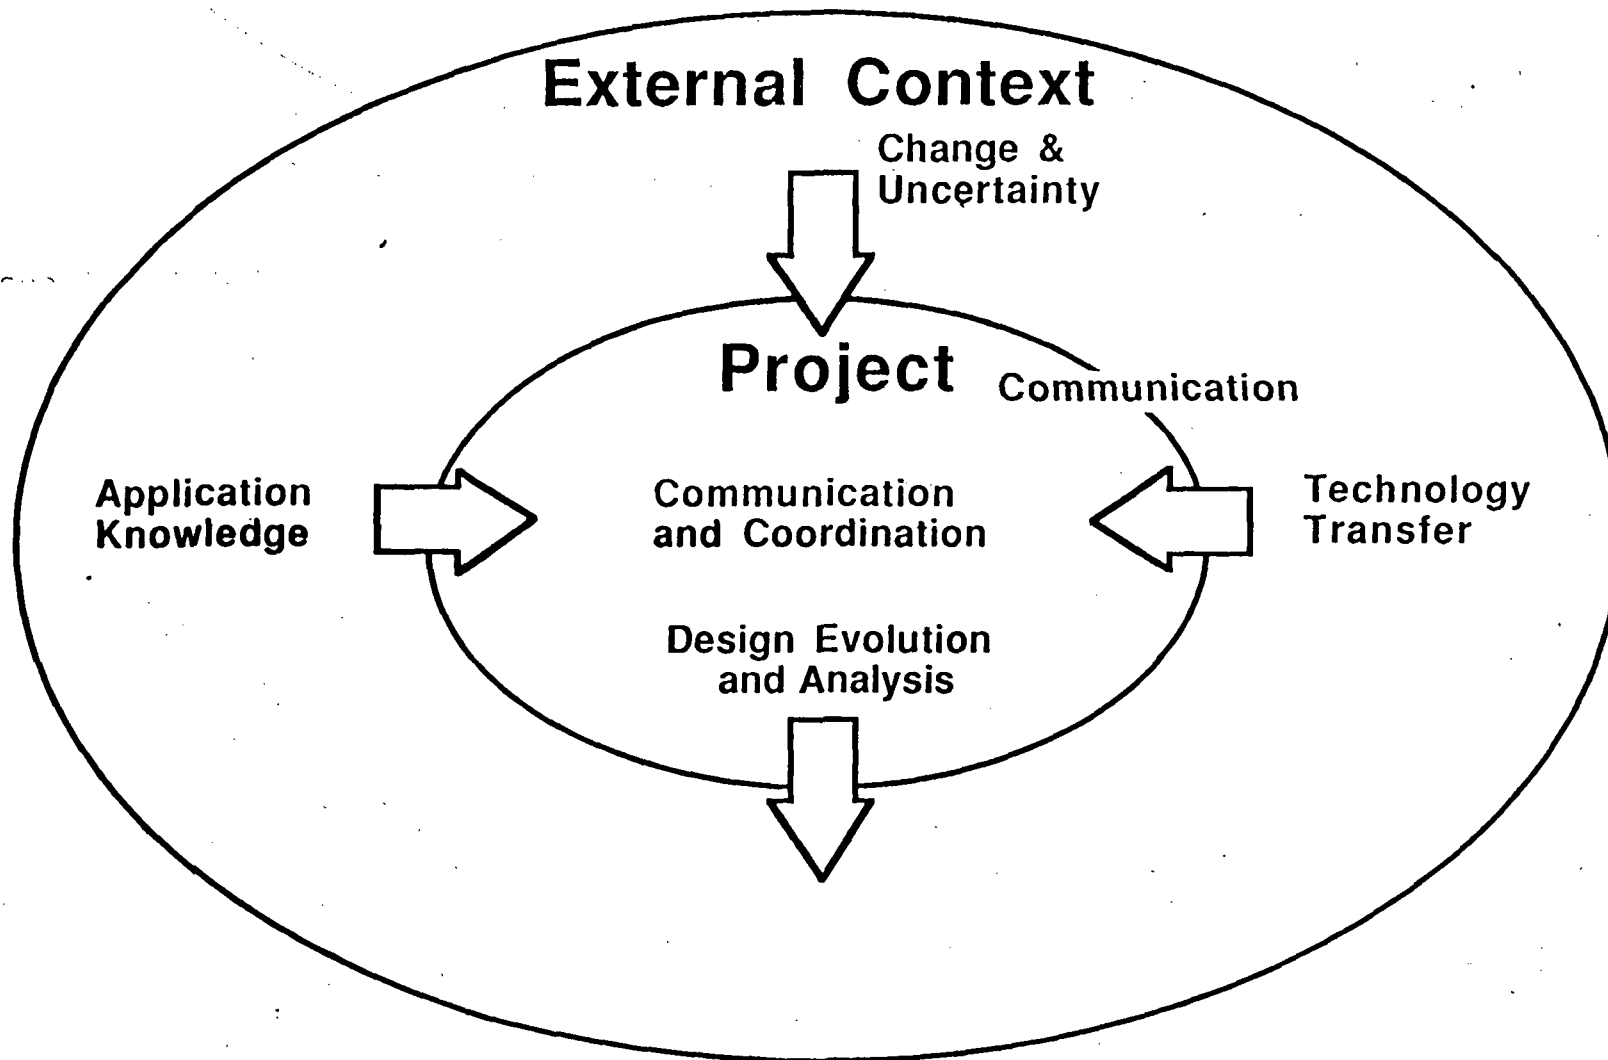 External Context
Change &
Uncertainty
Project
Communication
Application
Knowledge
Communication
and Coordination
Technology
Transfer
Design Evolution
and Analysis